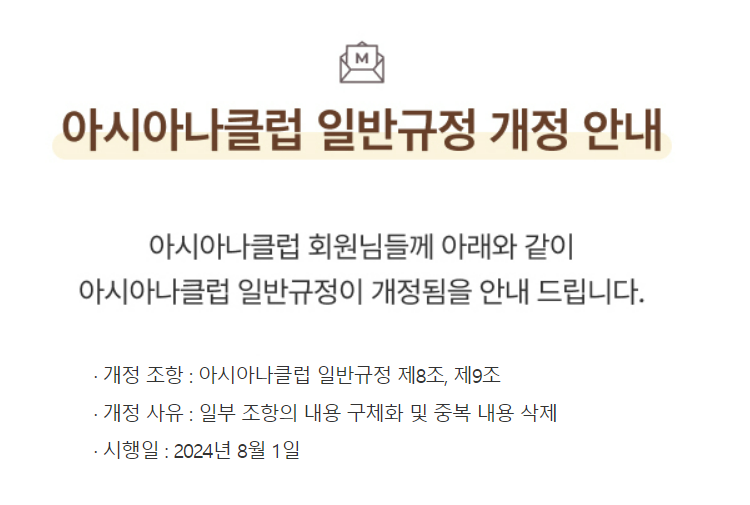 M
아시아나클럽 일반규정 개정 안내
아시아나클럽 회원님들께 아래와 같이
아시아나클럽 일반규정이 개정됨을 안내 드립니다.
· 개정 조항 : 아시아나클럽 일반규정 제8조, 제9조
· 개정 사유 : 일부 조항의 내용 구체화 및 중복 내용 삭제
· 시행일 : 2024년 8월 1일